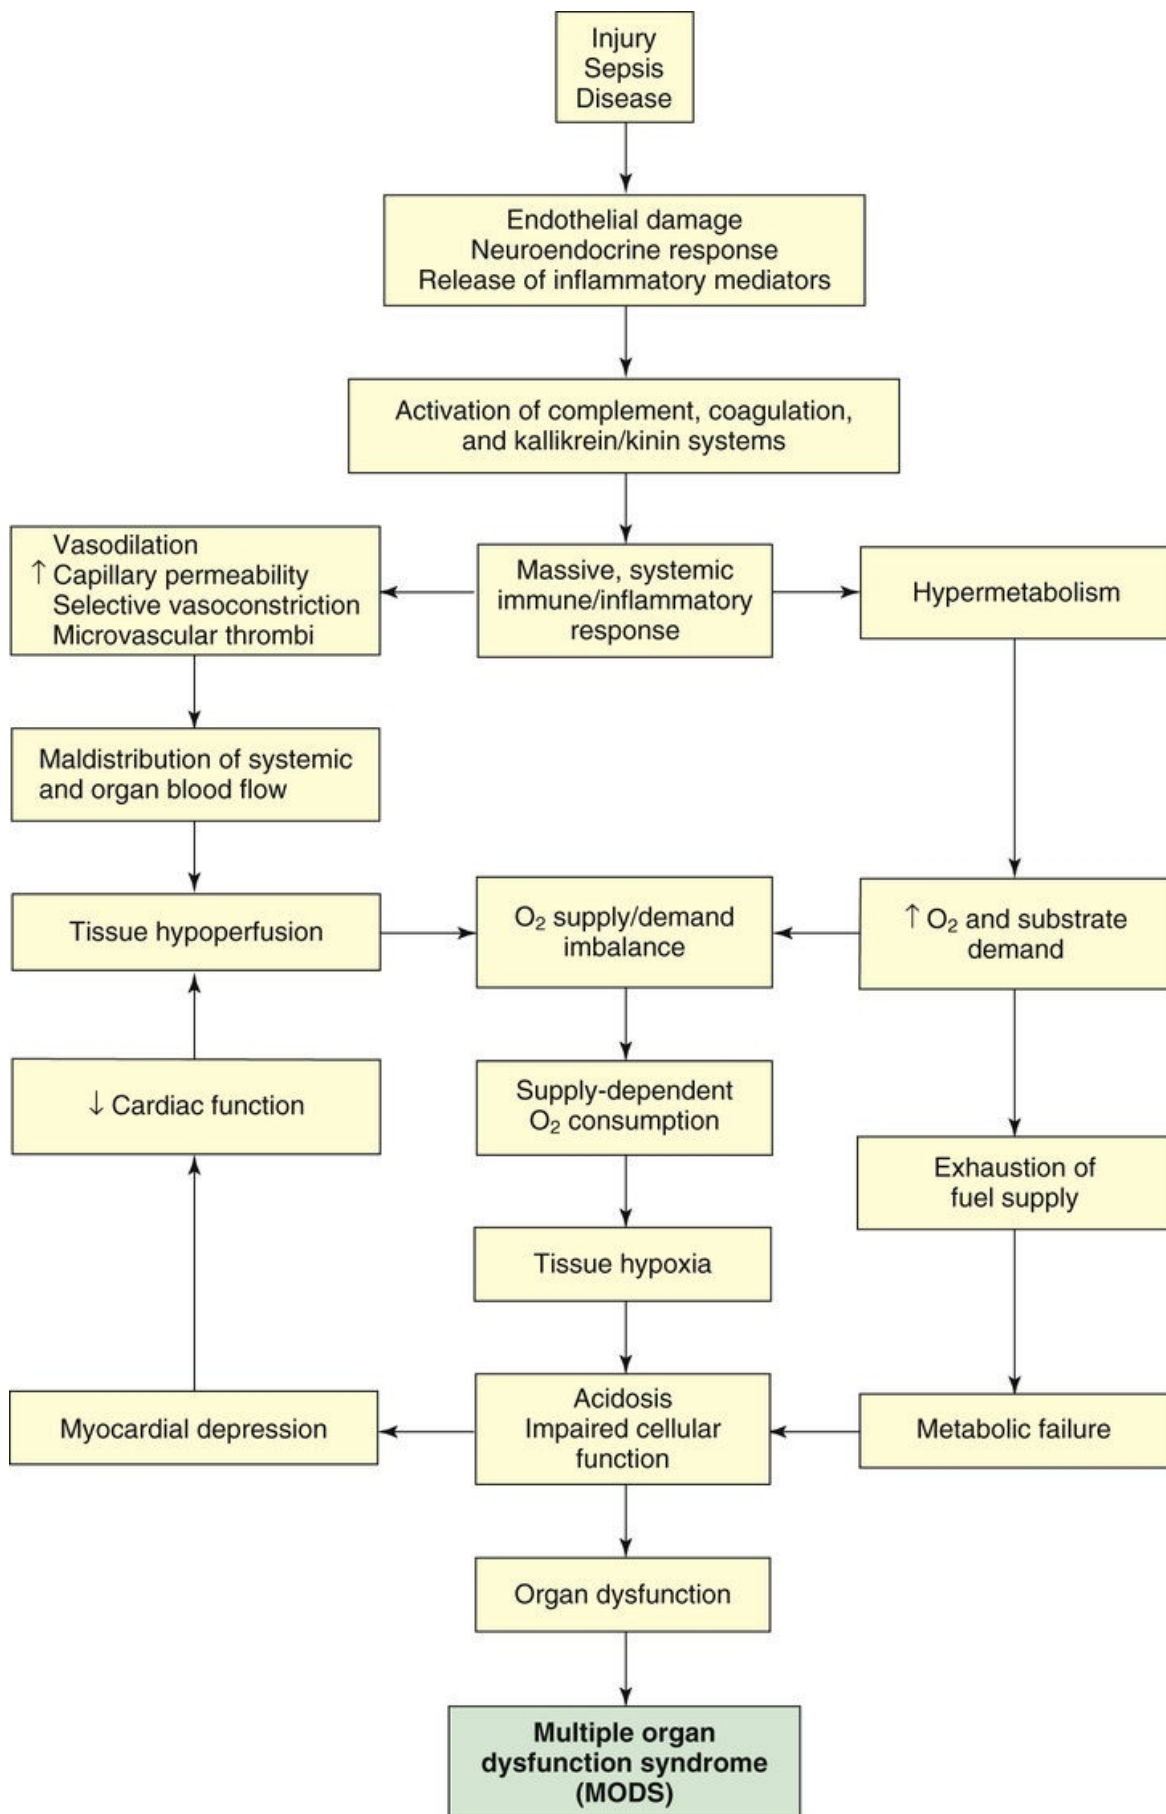 Injury
Sepsis
Disease
Endothelial damage
Neuroendocrine response
Release of inflammatory mediators
Activation of complement, coagulation,
and kallikrein/kinin systems
Vasodilation
↑ Capillary permeability
Selective vasoconstriction
Microvascular thrombi
Massive, systemic
immune/inflammatory
response
Hypermetabolism
Maldistribution of systemic
and organ blood flow
Tissue hypoperfusion
O₂ supply/demand
imbalance
↑ O₂ and substrate
demand
↓ Cardiac function
Supply-dependent
O₂ consumption
Exhaustion of
fuel supply
Tissue hypoxia
Myocardial depression
Acidosis
Impaired cellular
function
Metabolic failure
Organ dysfunction
Multiple organ
dysfunction syndrome
(MODS)